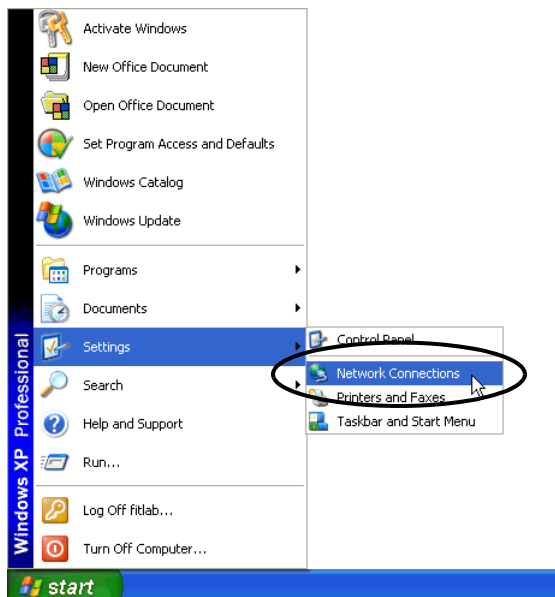 Activate Windows
New Office Document
Open Office Document
Set Program Access and Defaults
Windows Catalog
Windows Update
Programs
Documents
Settings
Search
Help and Support
Run...
Log Off fitlab...
Turn Off Computer...
Control Panel
Network Connections
Printers and Faxes
Taskbar and Start Menu
Windows XP Professional
start